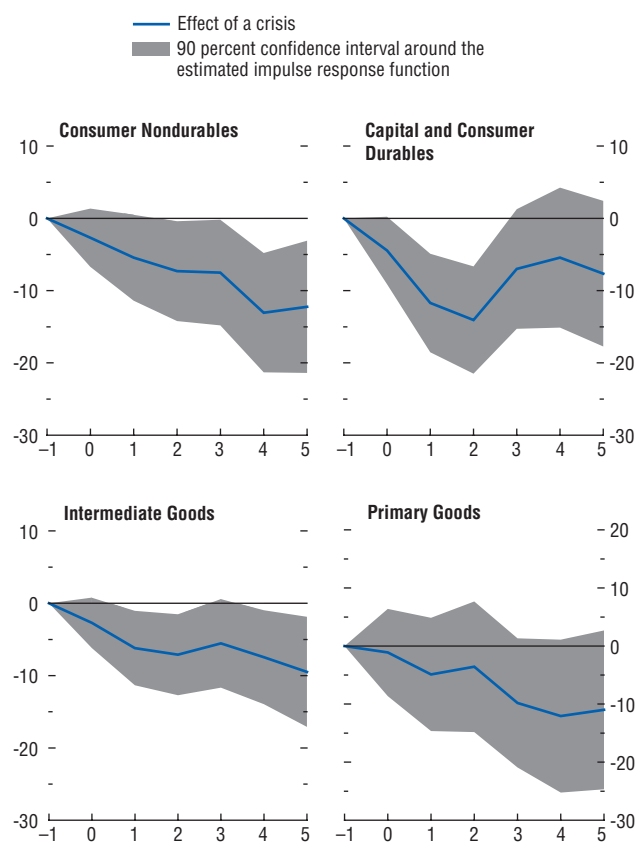 Effect of a crisis
90 percent confidence interval around the
estimated impulse response function
Consumer Nondurables
10
0
-10
-20
-30
–1 0 1 2 3 4 5
Capital and Consumer
Durables
10
0
-10
-20
-30
–1 0 1 2 3 4 5
Intermediate Goods
10
0
-10
-20
-30
–1 0 1 2 3 4 5
Primary Goods
20
10
0
-10
-20
-30
–1 0 1 2 3 4 5